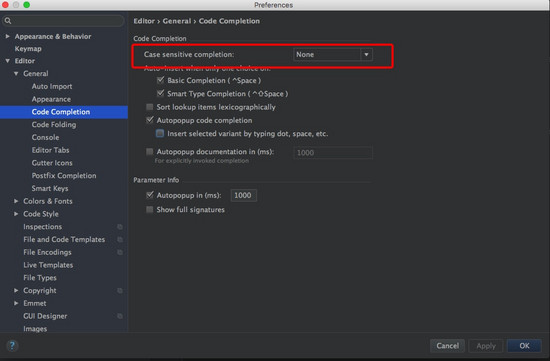 Preferences
Editor › General › Code Completion
Appearance & Behavior
Keymap
Editor
General
Auto Import
Appearance
Code Completion
Code Folding
Console
Editor Tabs
Gutter Icons
Postfix Completion
Smart Keys
Colors & Fonts
Code Style
Inspections
File and Code Templates
File Encodings
Live Templates
File Types
Copyright
Emmet
GUI Designer
Images
Code Completion
Case sensitive completion: None
Auto-insert when only one choice on:
Basic Completion ( ^Space )
Smart Type Completion ( ^⇧Space )
Sort lookup items lexicographically
Autopopup code completion
Insert selected variant by typing dot, space, etc.
Autopopup documentation in (ms): 1000
For explicitly invoked completion
Parameter Info
Autopopup in (ms): 1000
Show full signatures
?
Cancel
Apply
OK